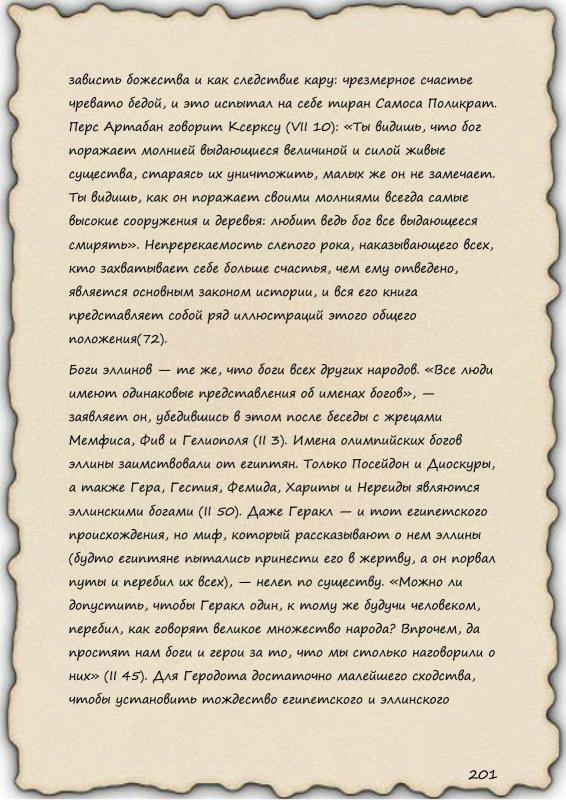 зависть божества и как следствие кару: чрезмерное счастье
чревато бедой, и это испытал на себе тиран Самоса Поликрат.
Перс Артабан говорит Ксерксу (VII 10): «Ты видишь, что бог
поражает молнией выдающиеся величиной и силой живые
существа, стараясь их уничтожить, малых же он не замечает.
Ты видишь, как он поражает своими молниями всегда самые
высокие сооружения и деревья: любит ведь бог все выдающееся
смирять». Непререкаемость слепого рока, наказывающего всех,
кто захватывает себе больше счастья, чем ему отведено,
является основным законом истории, и вся его книга
представляет собой ряд иллюстраций этого общего
положения(72).
Боги эллинов — те же, что боги всех других народов. «Все люди
имеют одинаковые представления об именах богов», —
заявляет он, убедившись в этом после беседы с жрецами
Мемфиса, Фив и Гелиополя (II 3). Имена олимпийских богов
эллины заимствовали от египтян. Только Посейдон и Диоскуры,
а также Гера, Гестия, Фемида, Хариты и Нереиды являются
эллинскими богами (II 50). Даже Геракл — и тот египетского
происхождения, но миф, который рассказывают о нем эллины
(будто египтяне пытались принести его в жертву, а он порвал
путы и перебил их всех), — нелеп по существу. «Можно ли
допустить, чтобы Геракл один, к тому же будучи человеком,
перебил, как говорят великое множество народа? Впрочем, да
простят нам боги и герои за то, что мы столько наговорили о
них» (II 45). Для Геродота достаточно малейшего сходства,
чтобы установить тождество египетского и эллинского
201